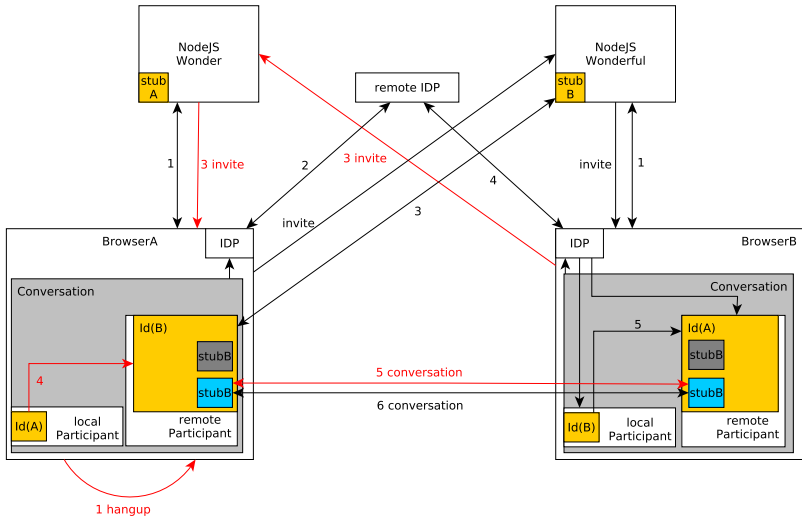 NodeJS
Wonder
stub
A
NodeJS
Wonderful
stub
B
remote IDP
1
3 invite
2
3 invite
4
invite
1
invite
3
BrowserA
IDP
IDP
BrowserB
Conversation
Id(B)
stubB
stubB
4
Id(A)
local
Participant
remote
Participant
5 conversation
6 conversation
Conversation
Id(A)
5
stubB
stubB
Id(B)
local
Participant
remote
Participant
1 hangup